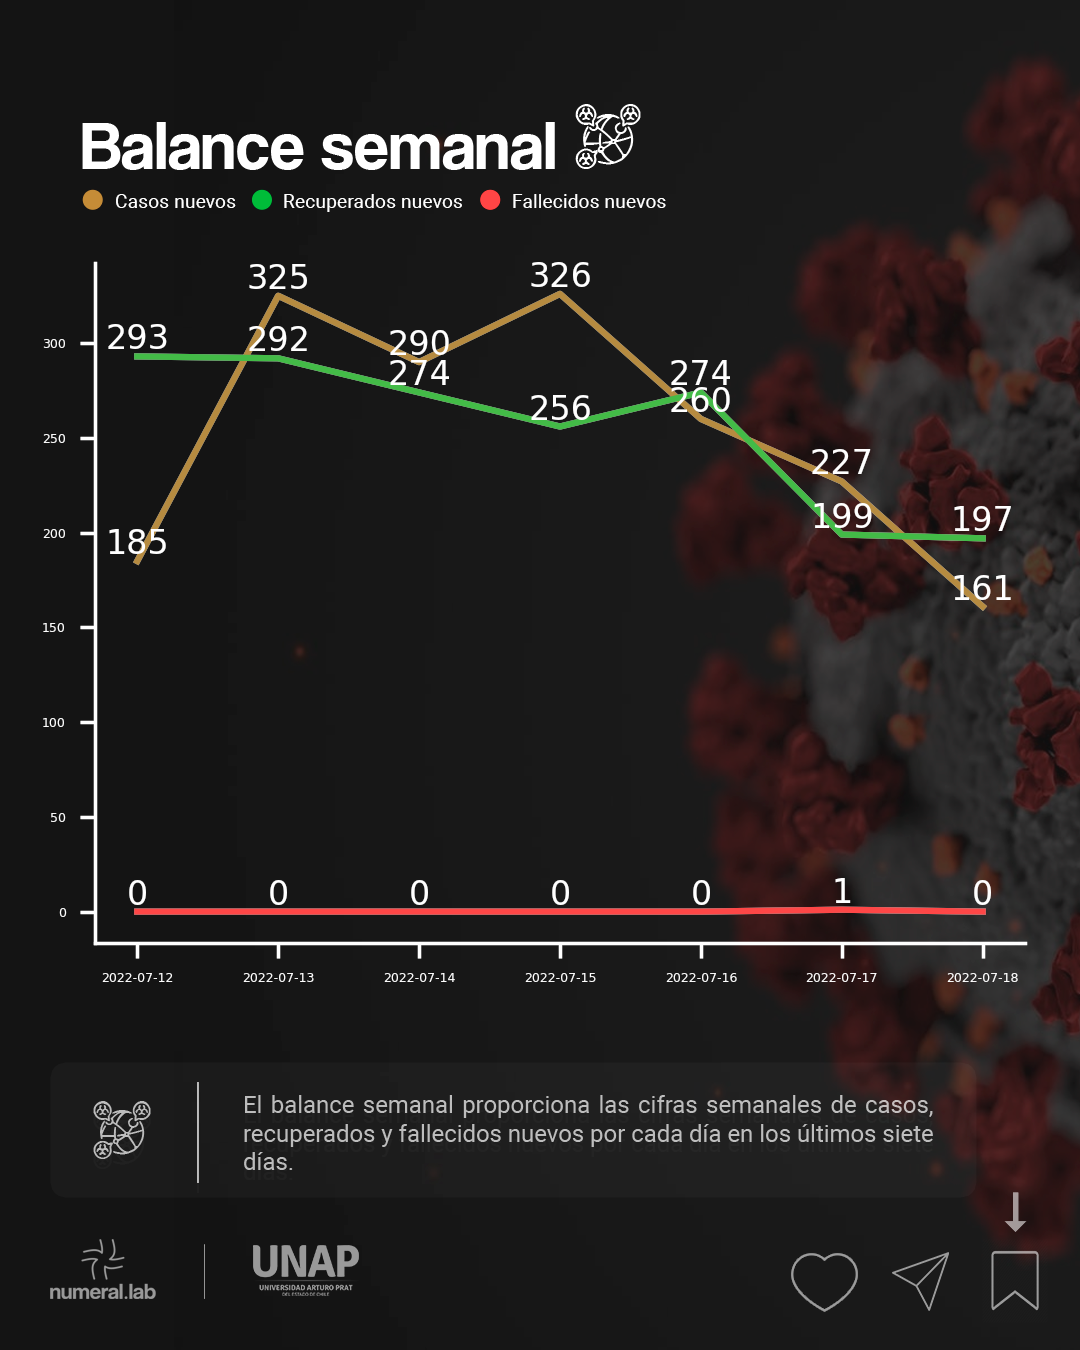 Balance semanal
Casos nuevos Recuperados nuevos Fallecidos nuevos
325 326
293 292 290 274
300
274 260
256
250
227
185 199 197
200
161
150
100
50
0 0 0 0 0 1 0
0
2022-07-12 2022-07-13 2022-07-14 2022-07-15 2022-07-16 2022-07-17 2022-07-18
El balance semanal proporciona las cifras semanales de casos,
recuperados y fallecidos nuevos por cada día en los últimos siete
días.
numeral.lab
UNAP
UNIVERSIDAD ARTURO PRAT
DEL ESTADO DE CHILE